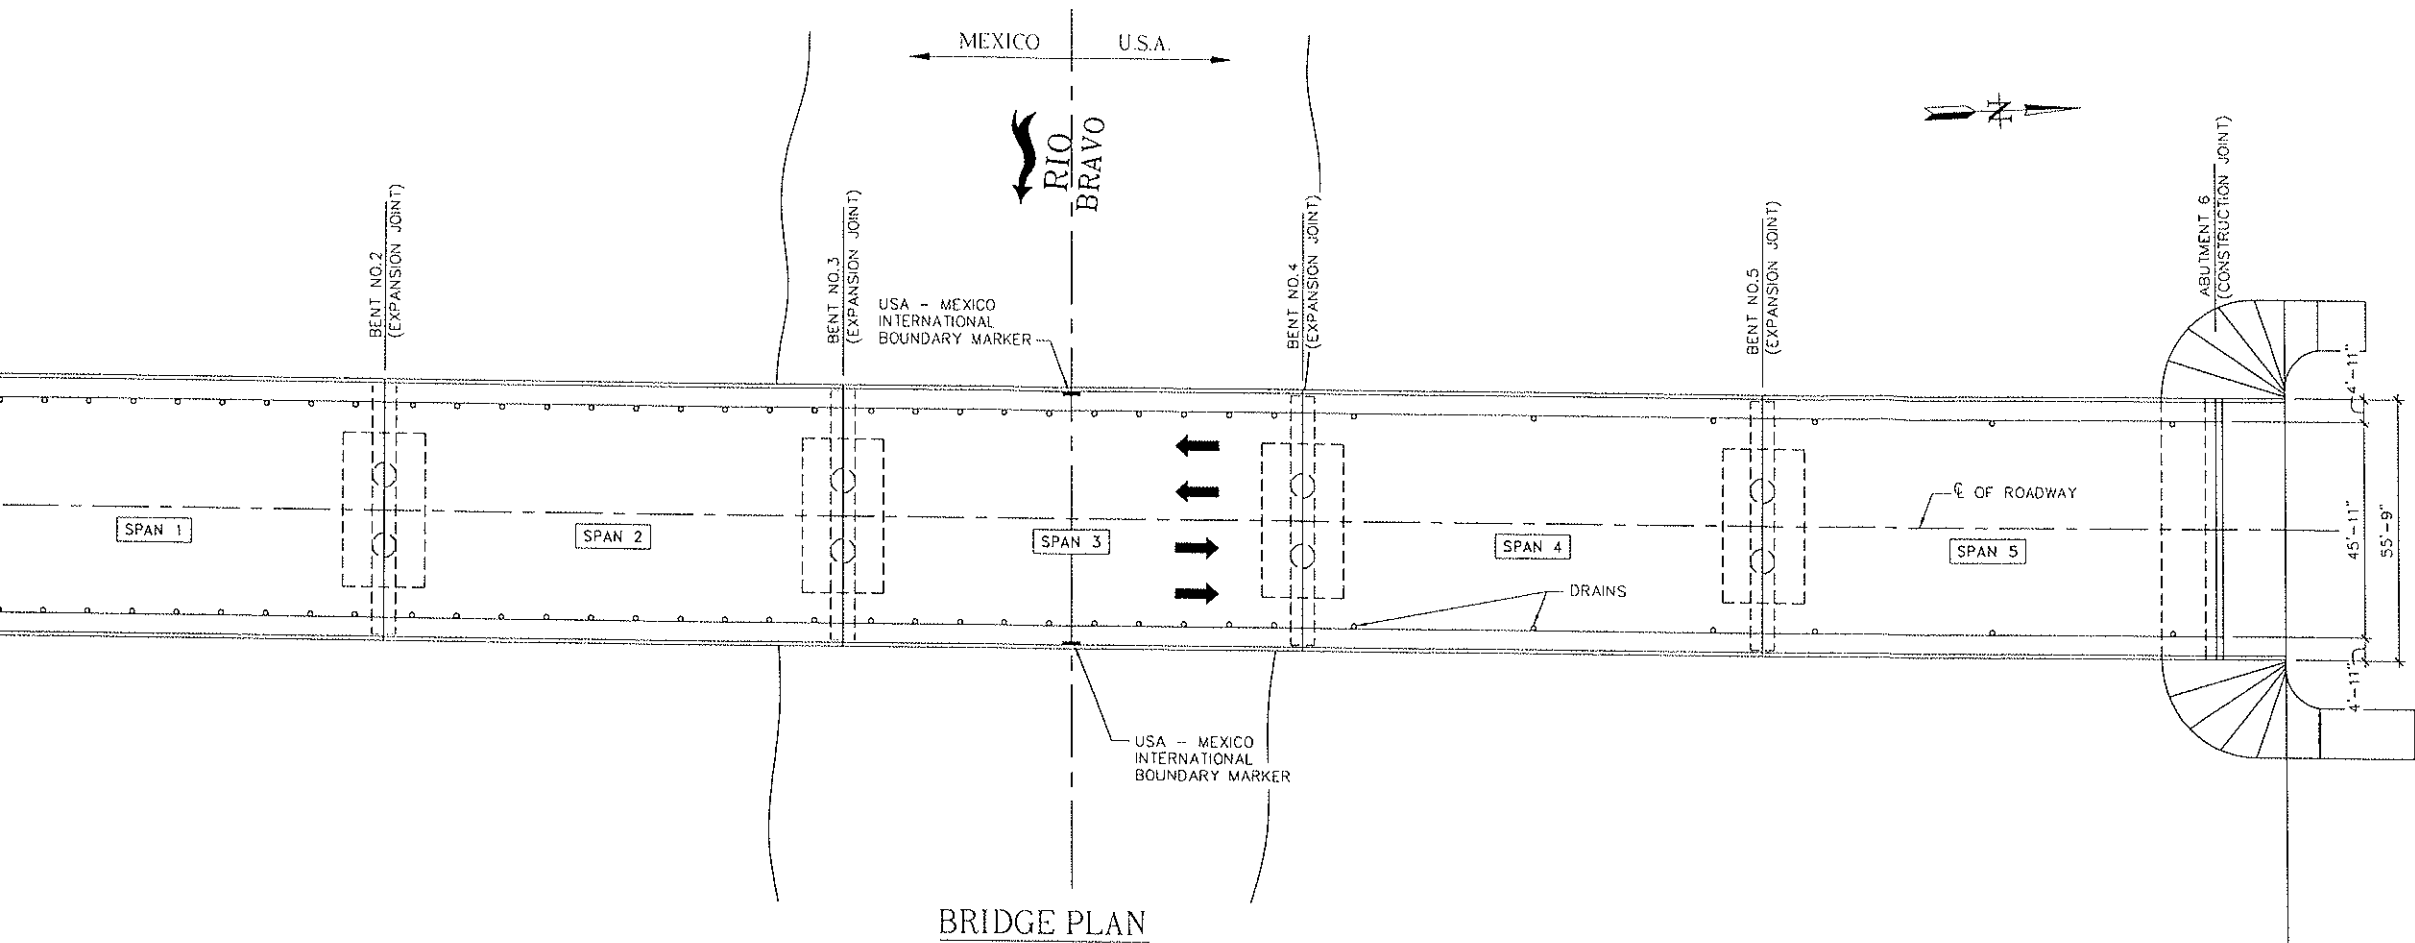 MEXICO
U.S.A.
RIO
BRAVO
N
BENT NO.2
(EXPANSION JOINT)
BENT NO.3
(EXPANSION JOINT)
USA - MEXICO
INTERNATIONAL
BOUNDARY MARKER
BENT NO.4
(EXPANSION JOINT)
BENT NO.5
(EXPANSION JOINT)
ABUTMENT 6
(CONSTRUCTION JOINT)
SPAN 1
SPAN 2
SPAN 3
SPAN 4
SPAN 5
℄ OF ROADWAY
DRAINS
4'-11"
45'-11"
55'-9"
4'-11"
USA - MEXICO
INTERNATIONAL
BOUNDARY MARKER
BRIDGE PLAN